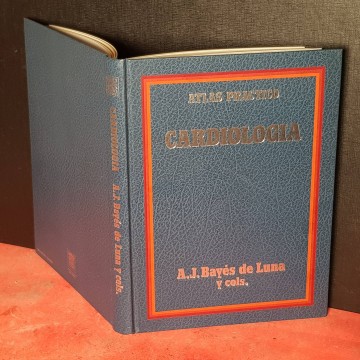 ATLAS PRACTICO
CARDIOLOGIA
A.J. Bayés de Luna
y cols.
CARDIOLOGIA
A.J. Bayés de Luna y cols.